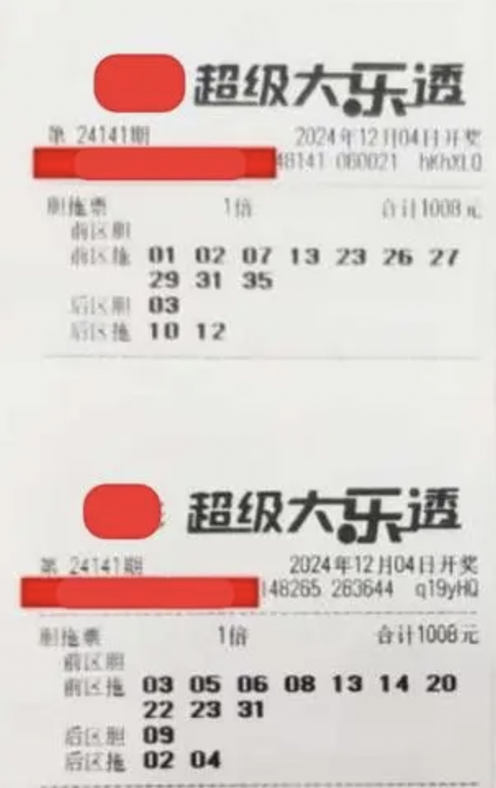 超级大乐透
第 24141期 2024年12月04日开奖
48141 060021 hKhXLQ
胆拖票 1倍 合计1008元
前区胆
前区拖 01 02 07 13 23 26 27
29 31 35
后区胆 03
后区拖 10 12
超级大乐透
第 24141期 2024年12月04日开奖
148265 283644 q19yHQ
胆拖票 1倍 合计1008元
前区胆
前区拖 03 05 06 08 13 14 20
22 23 31
后区胆 09
后区拖 02 04